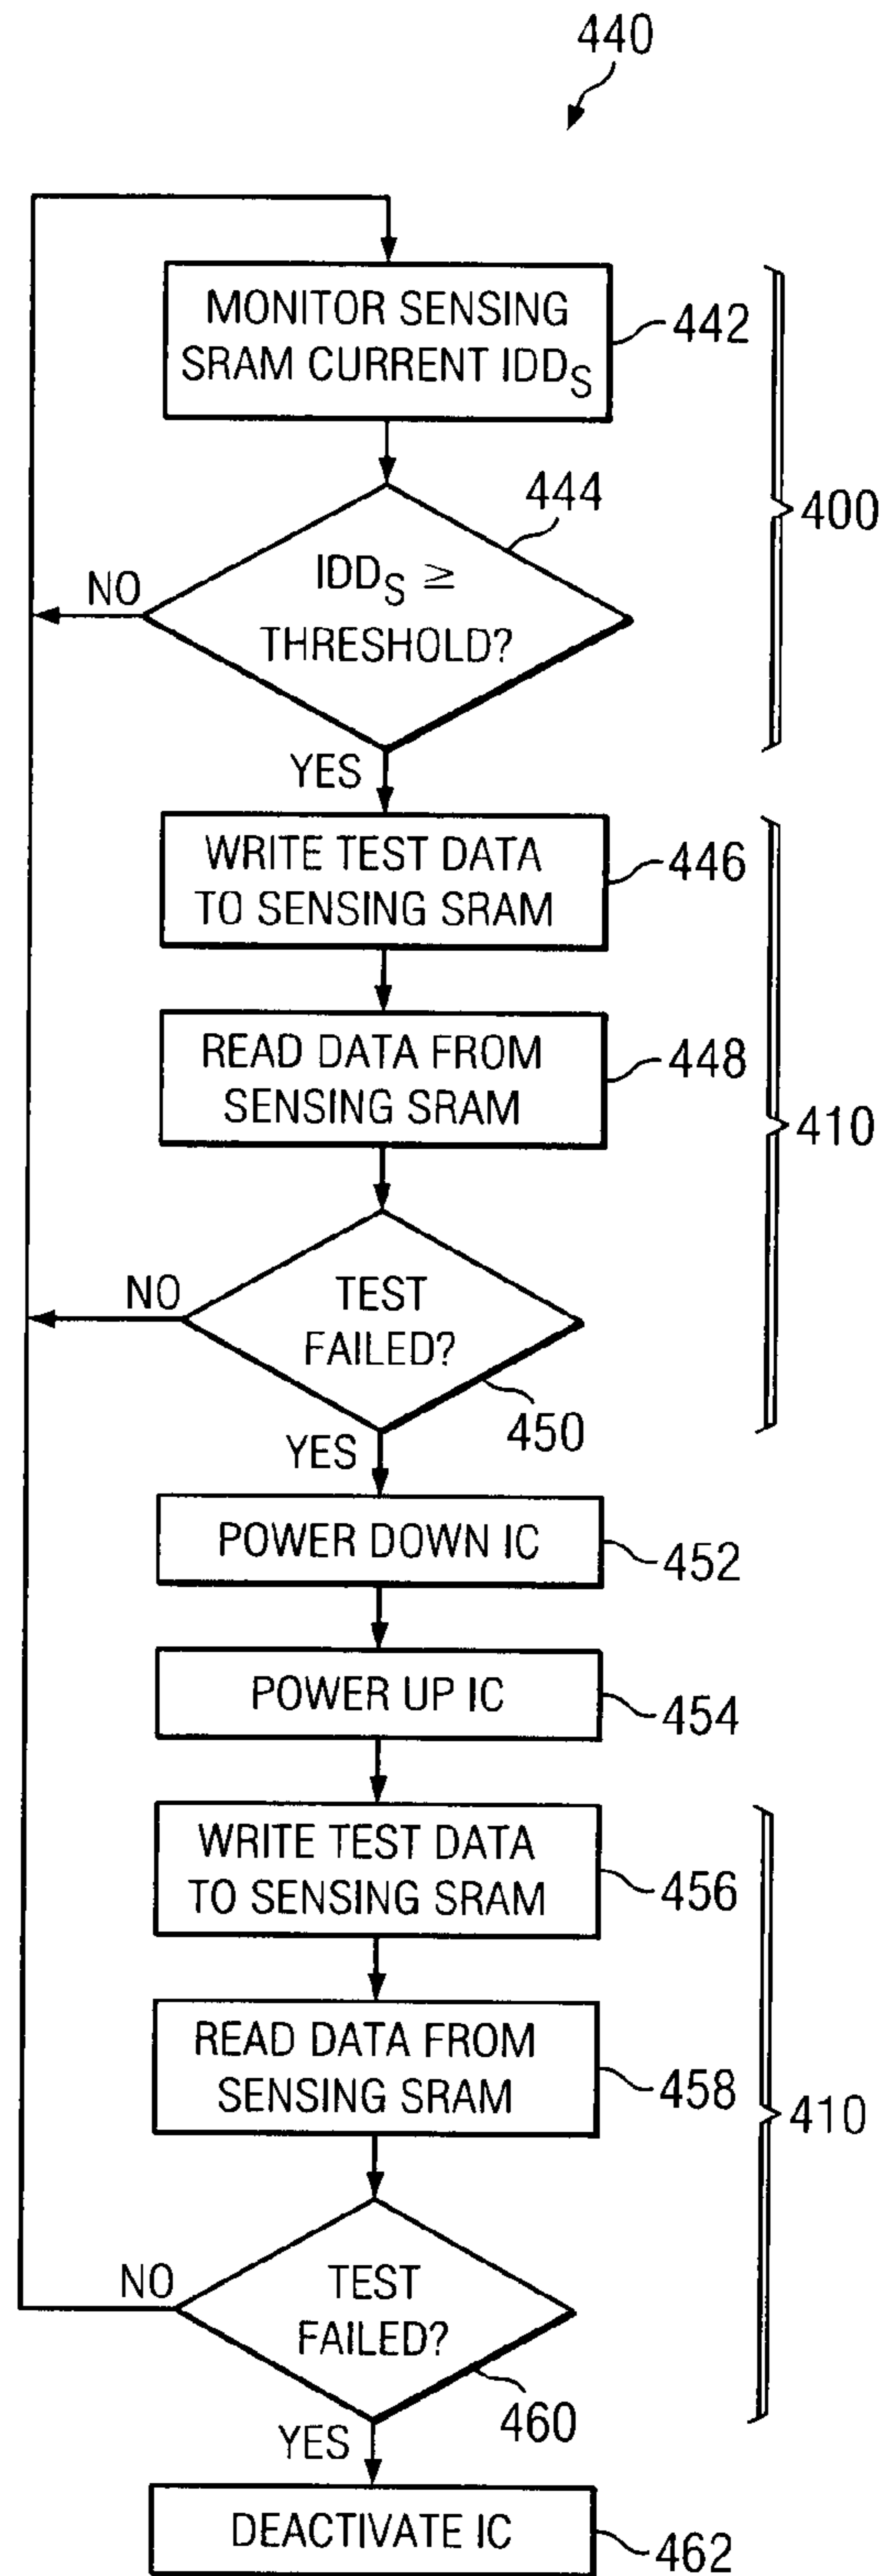 440
MONITOR SENSING
SRAM CURRENT IDDS
442
444
IDDS ≥
THRESHOLD?
NO
400
YES
WRITE TEST DATA
TO SENSING SRAM
446
READ DATA FROM
SENSING SRAM
448
410
TEST
FAILED?
NO
450
YES
POWER DOWN IC
452
POWER UP IC
454
WRITE TEST DATA
TO SENSING SRAM
456
READ DATA FROM
SENSING SRAM
458
410
TEST
FAILED?
NO
460
YES
DEACTIVATE IC
462